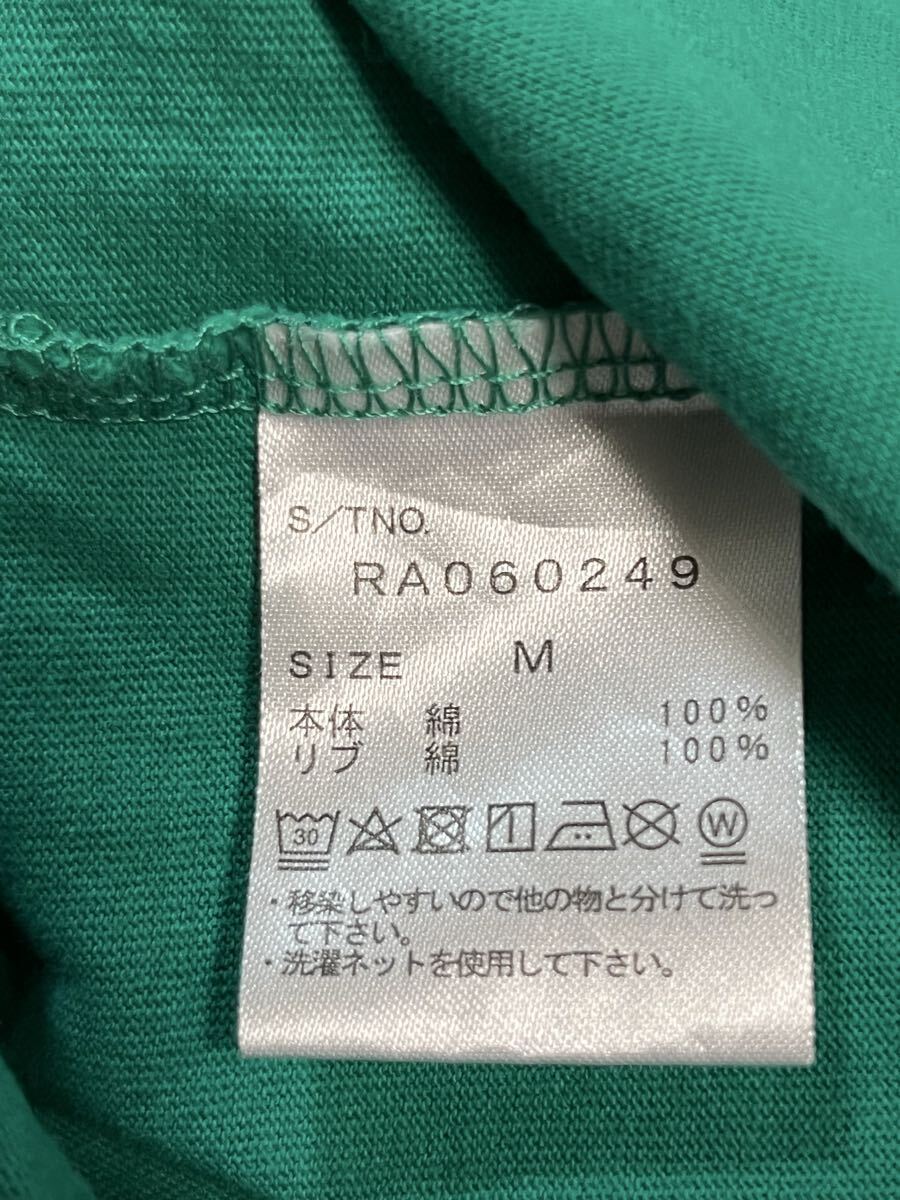 S/TNO.
RA060249
SIZE M
本体 綿 100%
リブ 綿 100%
30 W
・移染しやすいので他の物と分けて洗っ
て下さい。
・洗濯ネットを使用して下さい。